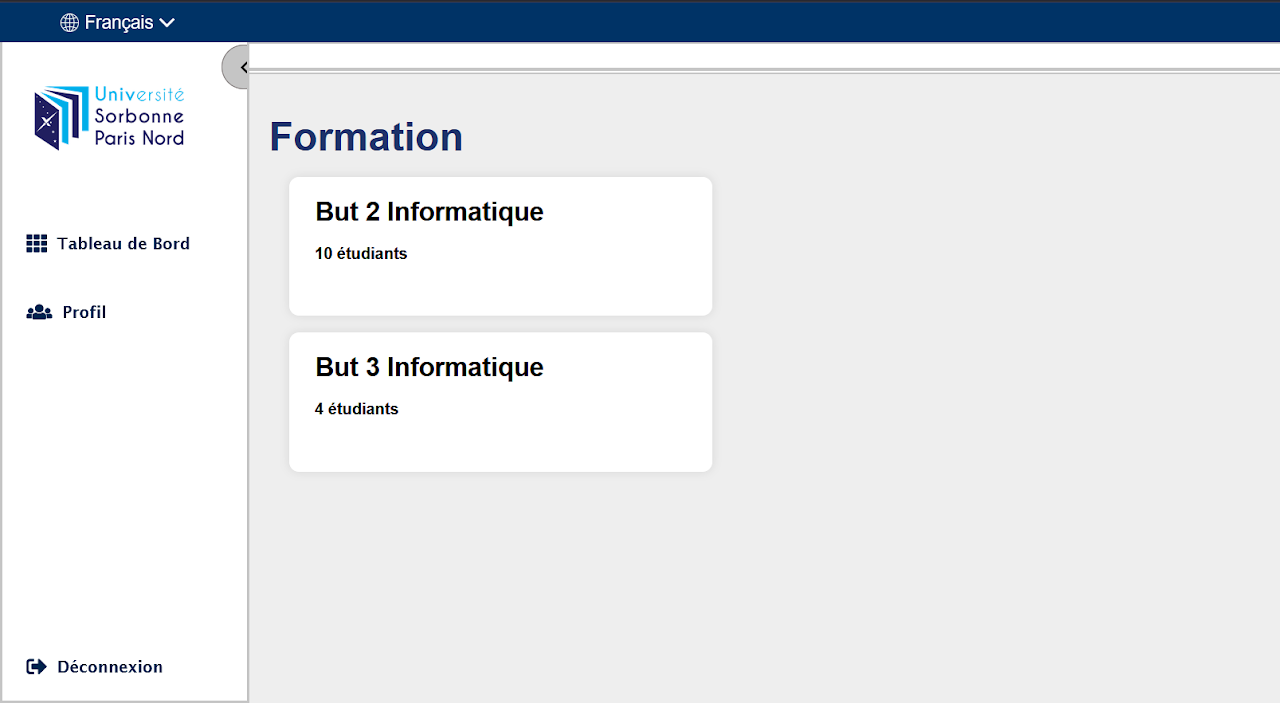 Français
Université
Sorbonne
Paris Nord
Tableau de Bord
Profil
Déconnexion
Formation
But 2 Informatique
10 étudiants
But 3 Informatique
4 étudiants